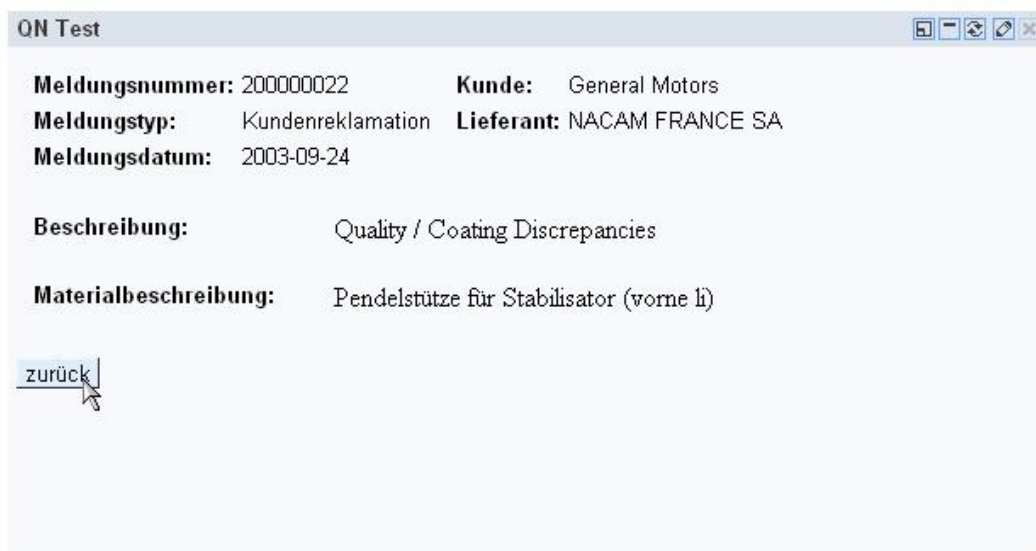 QN Test
Meldungsnummer: 200000022 Kunde: General Motors
Meldungstyp: Kundenreklamation Lieferant: NACAM FRANCE SA
Meldungsdatum: 2003-09-24
Beschreibung: Quality / Coating Discrepancies
Materialbeschreibung: Pendelstütze für Stabilisator (vorne li)
zurück